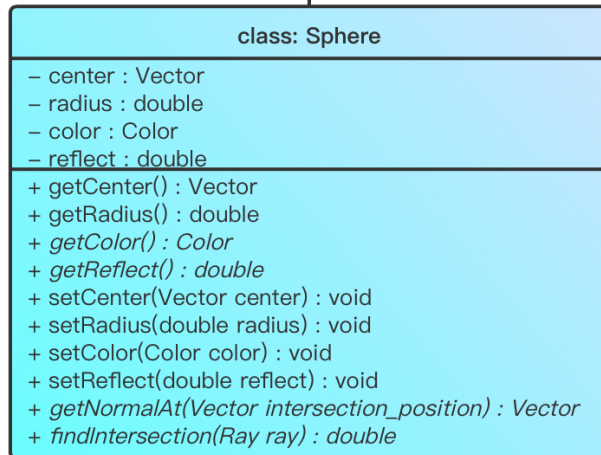 class: Sphere
– center : Vector
– radius : double
– color : Color
– reflect : double
+ getCenter() : Vector
+ getRadius() : double
+ getColor() : Color
+ getReflect() : double
+ setCenter(Vector center) : void
+ setRadius(double radius) : void
+ setColor(Color color) : void
+ setReflect(double reflect) : void
+ getNormalAt(Vector intersection_position) : Vector
+ findIntersection(Ray ray) : double